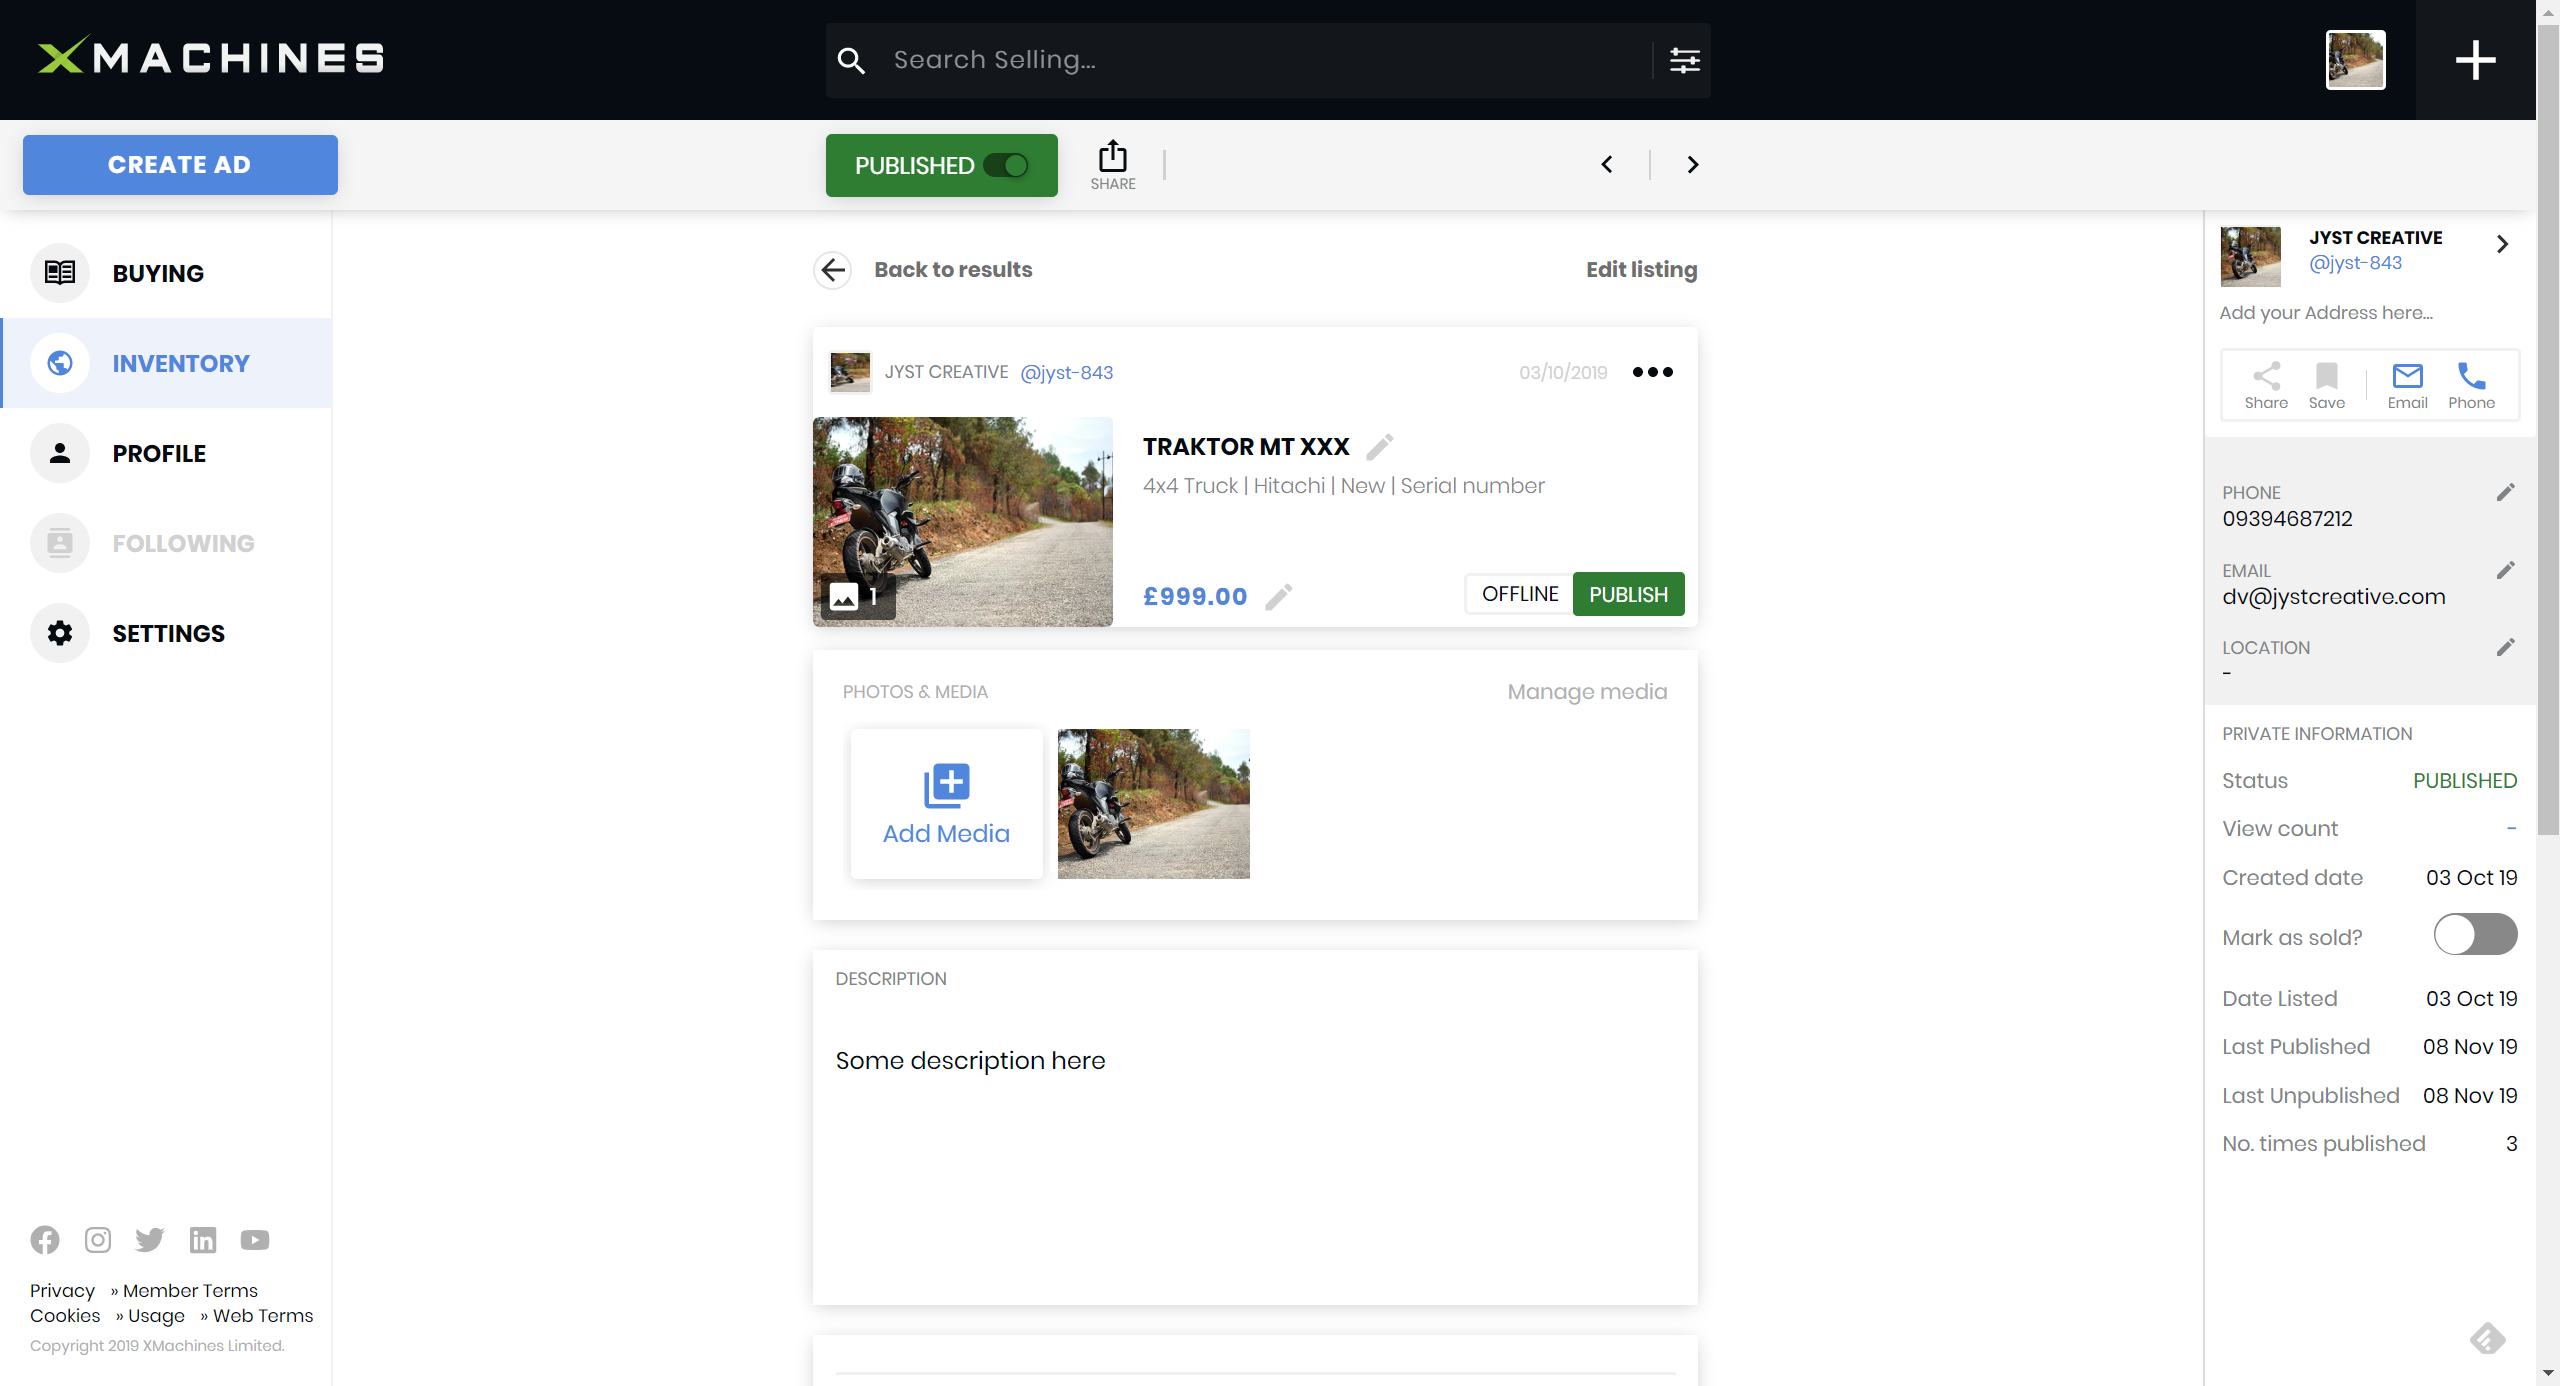 XMACHINES
Search Selling...
CREATE AD
PUBLISHED
SHARE
BUYING
INVENTORY
PROFILE
FOLLOWING
SETTINGS
Back to results
Edit listing
JYST CREATIVE @jyst-843
03/10/2019
TRAKTOR MT XXX
4x4 Truck | Hitachi | New | Serial number
1
£999.00
OFFLINE
PUBLISH
PHOTOS & MEDIA
Manage media
Add Media
DESCRIPTION
Some description here
JYST CREATIVE
@jyst-843
Add your Address here...
Share
Save
Email
Phone
PHONE
09394687212
EMAIL
dv@jystcreative.com
LOCATION
-
PRIVATE INFORMATION
Status PUBLISHED
View count -
Created date 03 Oct 19
Mark as sold?
Date Listed 03 Oct 19
Last Published 08 Nov 19
Last Unpublished 08 Nov 19
No. times published 3
Privacy » Member Terms
Cookies » Usage » Web Terms
Copyright 2019 XMachines Limited.